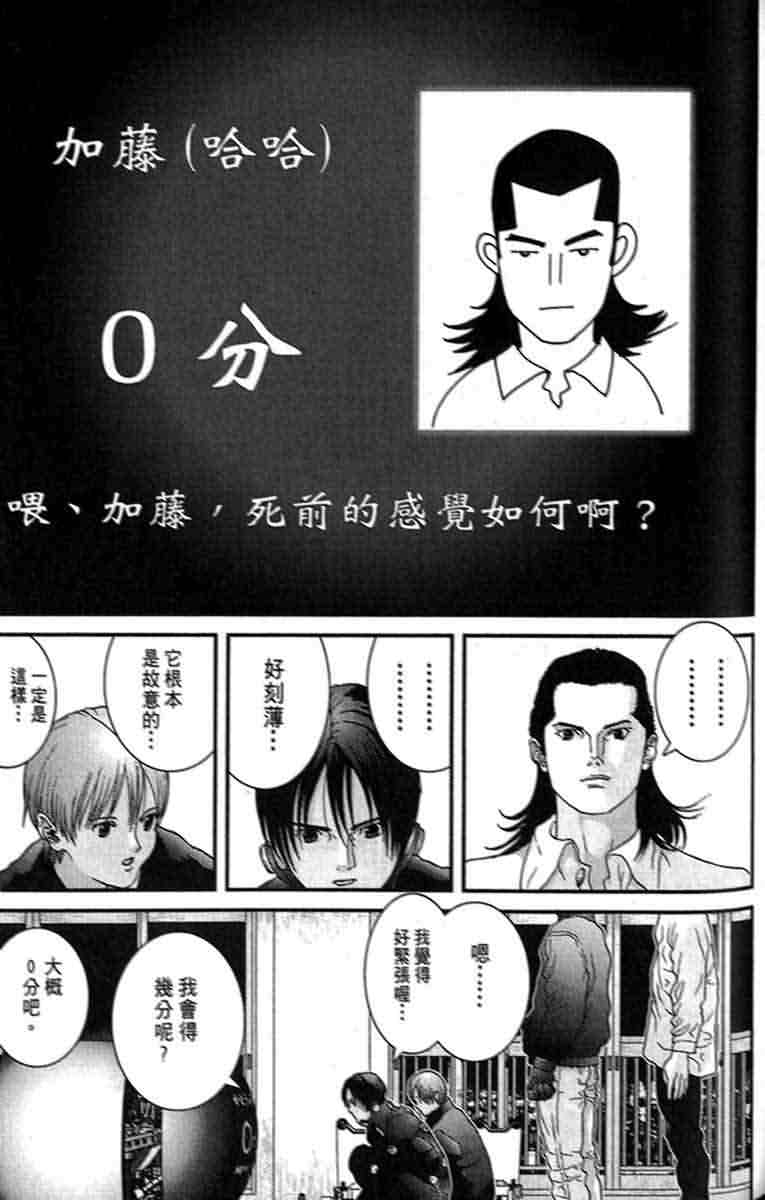 加藤(哈哈)
0分
喂、加藤，死前的感覺如何啊？
………
………
………
………
好刻薄…
它根本
是故意的…
一定是
這樣…
嗯……
我覺得
好緊張喔…
我會得
幾分呢？
大概
0分吧。